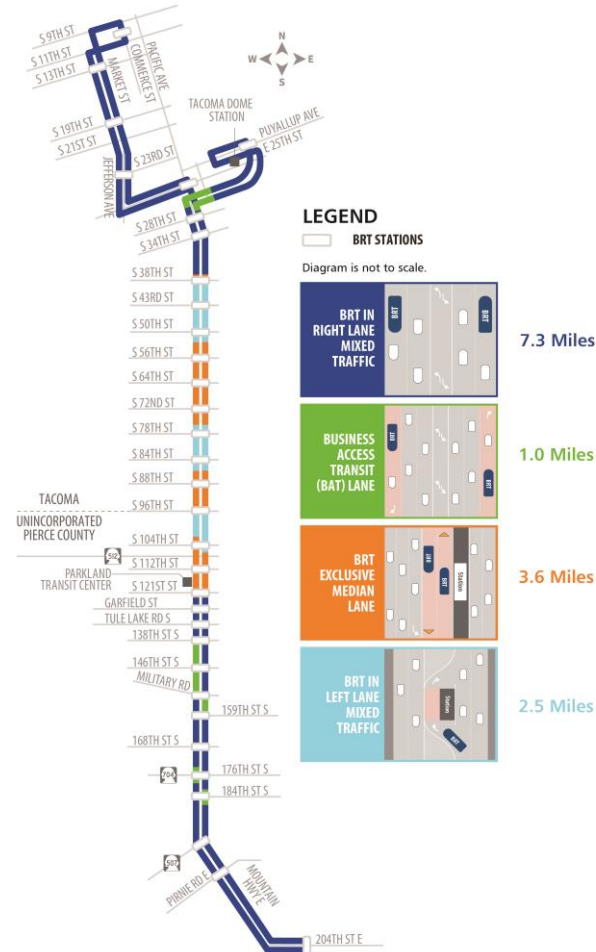 S 9TH ST
S 11TH ST
S 13TH ST
MARKET ST
COMMERCE ST
PACIFIC AVE
N
W E
S
TACOMA DOME
STATION
PUYALLUP AVE
E 25TH ST
S 19TH ST
S 21ST ST
S 23RD ST
JEFFERSON AVE
S 28TH ST
S 34TH ST
S 38TH ST
S 43RD ST
S 50TH ST
S 56TH ST
S 64TH ST
S 72ND ST
S 78TH ST
S 84TH ST
S 88TH ST
S 96TH ST
TACOMA
UNINCORPORATED
PIERCE COUNTY
S 104TH ST
512
S 112TH ST
PARKLAND
TRANSIT CENTER
S 121ST ST
GARFIELD ST
TULE LAKE RD S
138TH ST S
146TH ST S
MILITARY RD
159TH ST S
168TH ST S
704
176TH ST S
184TH ST S
507
PIRNIE RD E
MOUNTAIN
HWY E
204TH ST E
LEGEND
BRT STATIONS
Diagram is not to scale.
BRT IN
RIGHT LANE
MIXED
TRAFFIC
BRT
BRT
7.3 Miles
BUSINESS
ACCESS
TRANSIT
(BAT) LANE
BRT
BRT
1.0 Miles
BRT
EXCLUSIVE
MEDIAN
LANE
BRT
BRT
Station
3.6 Miles
BRT IN
LEFT LANE
MIXED
TRAFFIC
Station
BRT
2.5 Miles